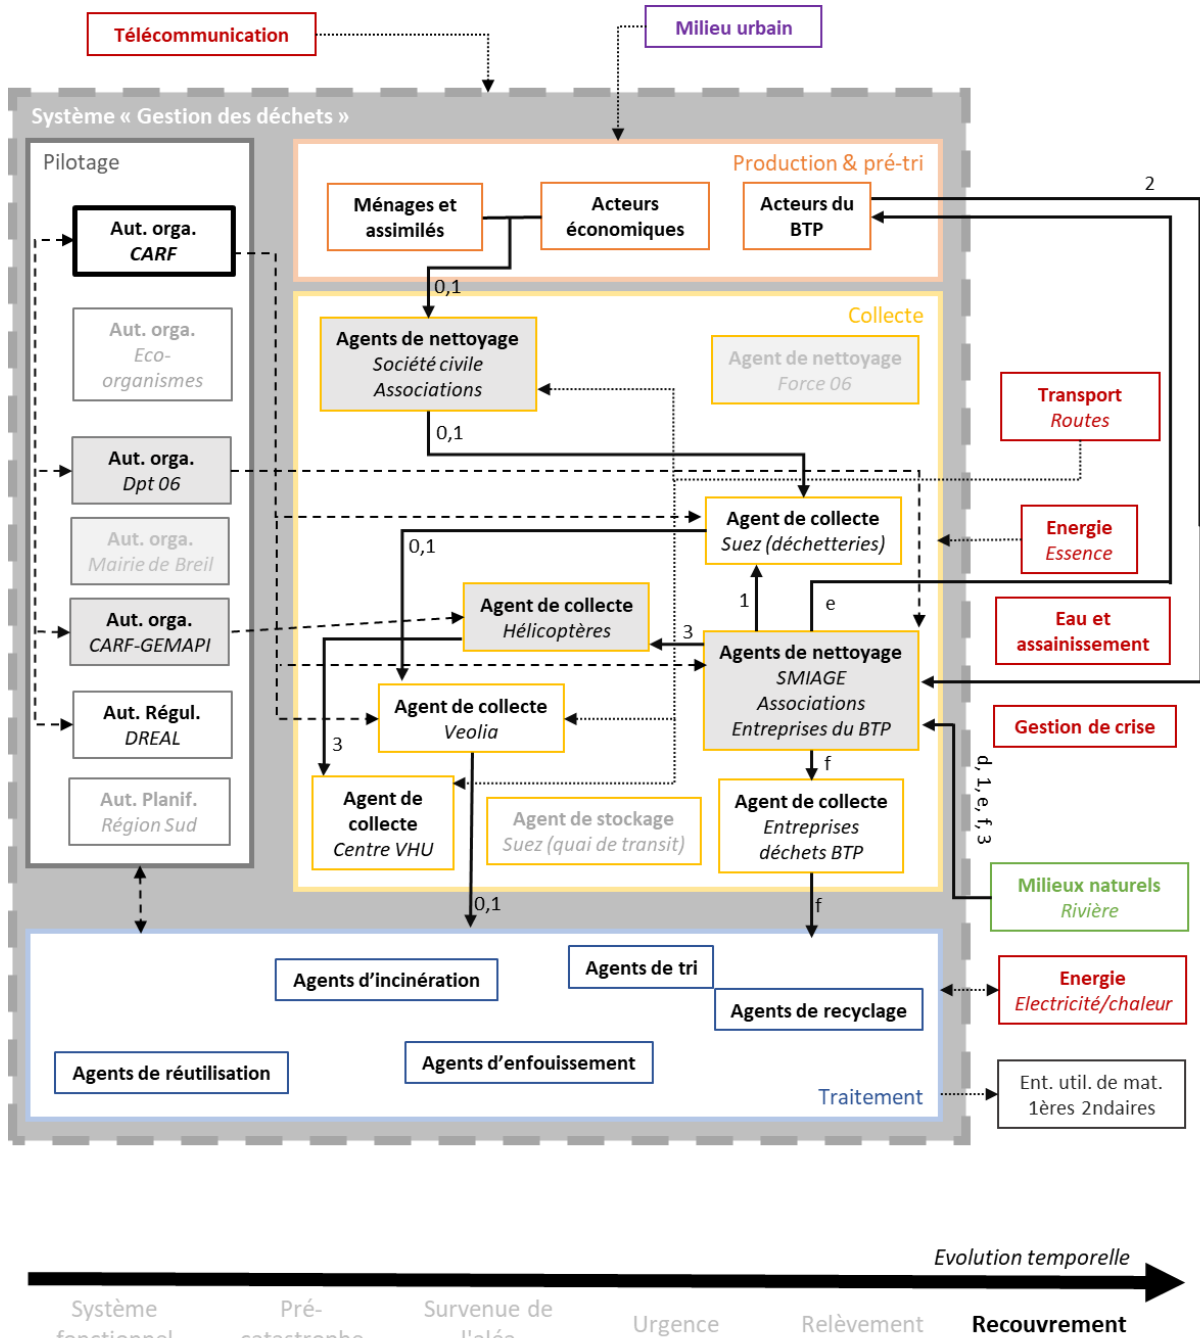 Télécommunication
Milieu urbain
Système « Gestion des déchets »
Pilotage
Production & pré-tri
Ménages et
assimilés
Acteurs
économiques
Acteurs du
BTP
2
Aut. orga.
CARF
0,1
Aut. orga.
Eco-
organismes
Collecte
Agents de nettoyage
Société civile
Associations
Agent de nettoyage
Force 06
Transport
Routes
0,1
Aut. orga.
Dpt 06
Agent de collecte
Suez (déchetteries)
Energie
Essence
Aut. orga.
Mairie de Breil
0,1
1
e
Agent de collecte
Hélicoptères
Aut. orga.
CARF-GEMAPI
3
Eau et
assainissement
Agents de nettoyage
SMIAGE
Associations
Entreprises du BTP
Aut. Régul.
DREAL
Agent de collecte
Veolia
Gestion de crise
3
f
d, 1, e, f, 3
Aut. Planif.
Région Sud
Agent de
collecte
Centre VHU
Agent de stockage
Suez (quai de transit)
Agent de collecte
Entreprises
déchets BTP
Milieux naturels
Rivière
0,1
f
Agents d’incinération
Agents de tri
Energie
Electricité/chaleur
Agents de recyclage
Agents de réutilisation
Agents d’enfouissement
Traitement
Ent. util. de mat.
1ères 2ndaires
Evolution temporelle
Système
fonctionnel
Pré-
catastrophe
Survenue de
l'aléa
Urgence
Relèvement
Recouvrement